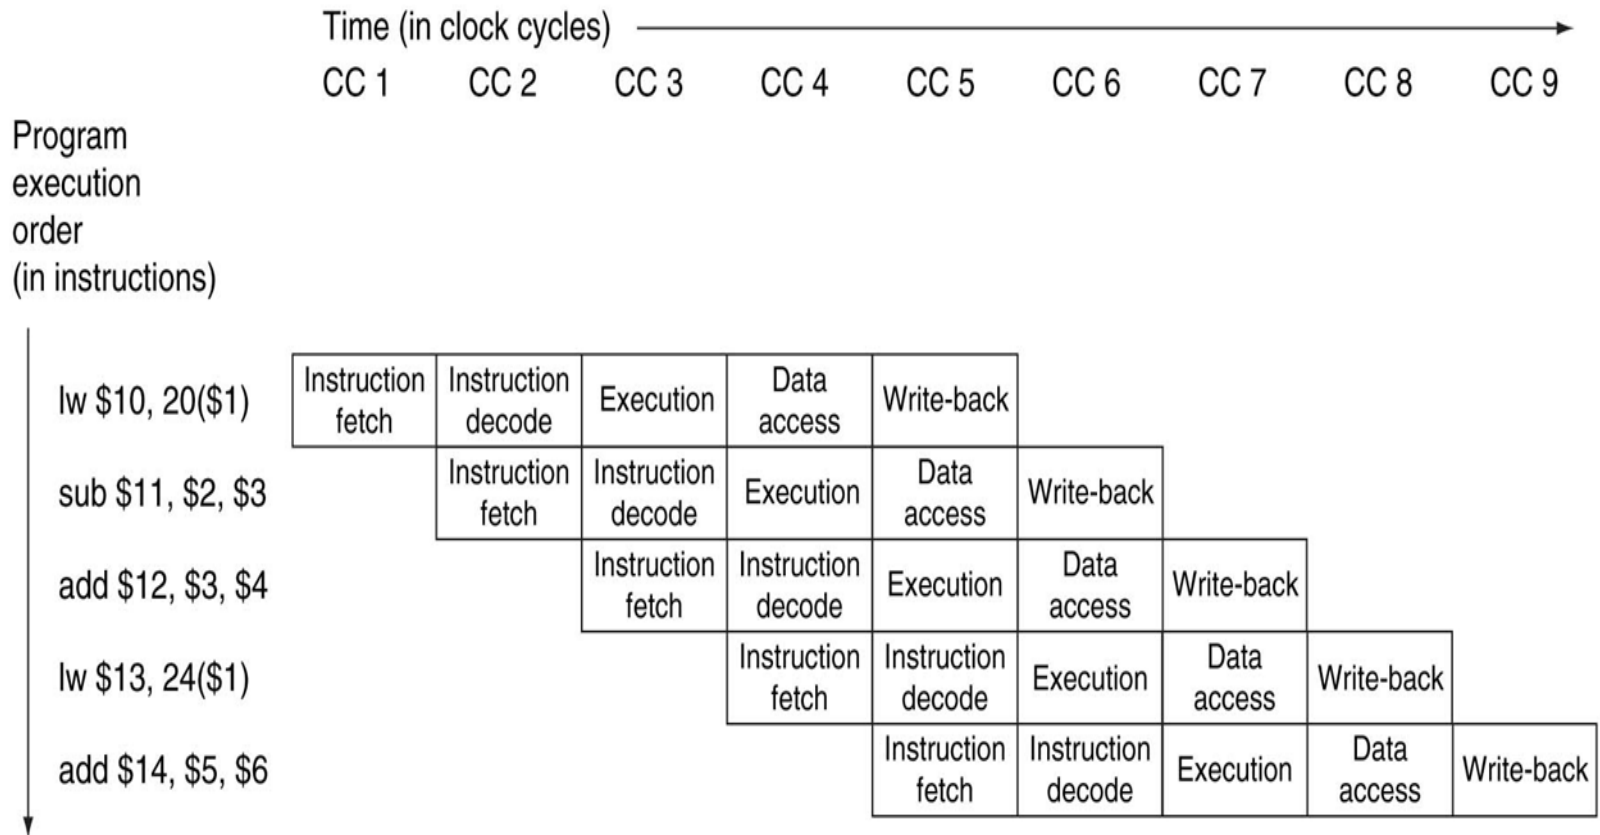 Time (in clock cycles)
CC 1 CC 2 CC 3 CC 4 CC 5 CC 6 CC 7 CC 8 CC 9
Program
execution
order
(in instructions)
lw $10, 20($1)
Instruction
fetch
Instruction
decode
Execution
Data
access
Write-back
sub $11, $2, $3
Instruction
fetch
Instruction
decode
Execution
Data
access
Write-back
add $12, $3, $4
Instruction
fetch
Instruction
decode
Execution
Data
access
Write-back
lw $13, 24($1)
Instruction
fetch
Instruction
decode
Execution
Data
access
Write-back
add $14, $5, $6
Instruction
fetch
Instruction
decode
Execution
Data
access
Write-back